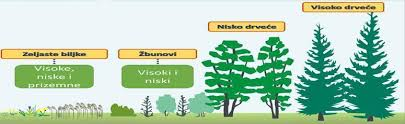 Visoko drveće
Nisko drveće
Zeljaste biljke
Žbunovi
Visoke,
niske i
prizemne
Visoki i
niski